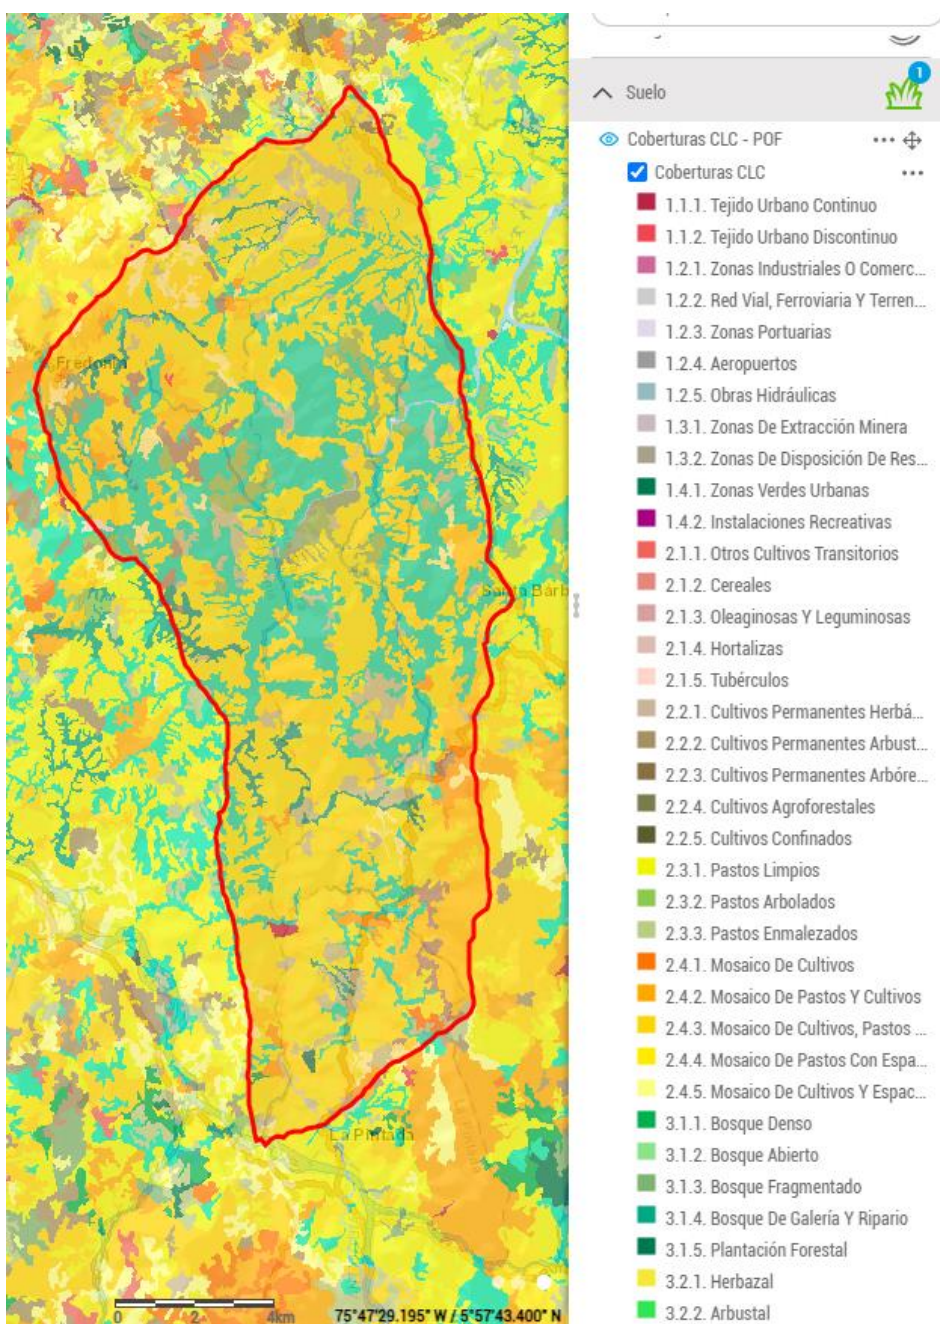 Suelo
1
Coberturas CLC - POF
Coberturas CLC
1.1.1. Tejido Urbano Continuo
1.1.2. Tejido Urbano Discontinuo
1.2.1. Zonas Industriales O Comerc...
1.2.2. Red Vial, Ferroviaria Y Terren...
1.2.3. Zonas Portuarias
1.2.4. Aeropuertos
1.2.5. Obras Hidráulicas
1.3.1. Zonas De Extracción Minera
1.3.2. Zonas De Disposición De Res...
1.4.1. Zonas Verdes Urbanas
1.4.2. Instalaciones Recreativas
2.1.1. Otros Cultivos Transitorios
2.1.2. Cereales
2.1.3. Oleaginosas Y Leguminosas
2.1.4. Hortalizas
2.1.5. Tubérculos
2.2.1. Cultivos Permanentes Herbá...
2.2.2. Cultivos Permanentes Arbust...
2.2.3. Cultivos Permanentes Arbóre...
2.2.4. Cultivos Agroforestales
2.2.5. Cultivos Confinados
2.3.1. Pastos Limpios
2.3.2. Pastos Arbolados
2.3.3. Pastos Enmalezados
2.4.1. Mosaico De Cultivos
2.4.2. Mosaico De Pastos Y Cultivos
2.4.3. Mosaico De Cultivos, Pastos ...
2.4.4. Mosaico De Pastos Con Espa...
2.4.5. Mosaico De Cultivos Y Espac...
3.1.1. Bosque Denso
3.1.2. Bosque Abierto
3.1.3. Bosque Fragmentado
3.1.4. Bosque De Galería Y Ripario
3.1.5. Plantación Forestal
3.2.1. Herbazal
3.2.2. Arbustal
Fredonia
Santa Barb
La Pintada
0 2 4km
75°47'29.195" W / 5°57'43.400" N